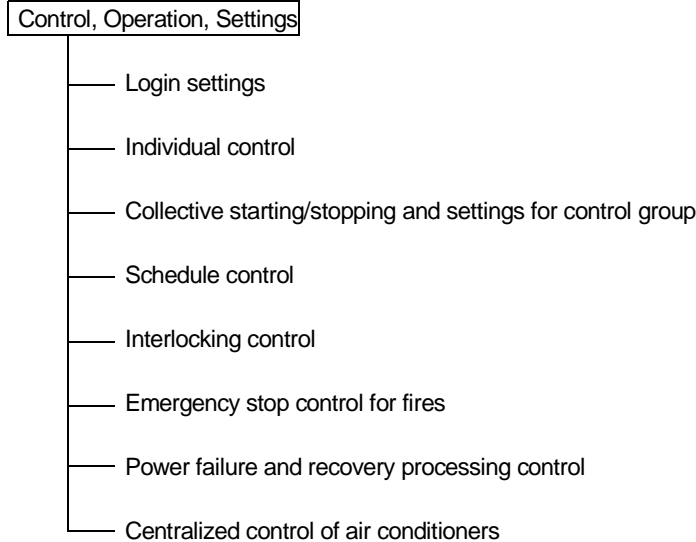 Control, Operation, Settings
Login settings
Individual control
Collective starting/stopping and settings for control group
Schedule control
Interlocking control
Emergency stop control for fires
Power failure and recovery processing control
Centralized control of air conditioners